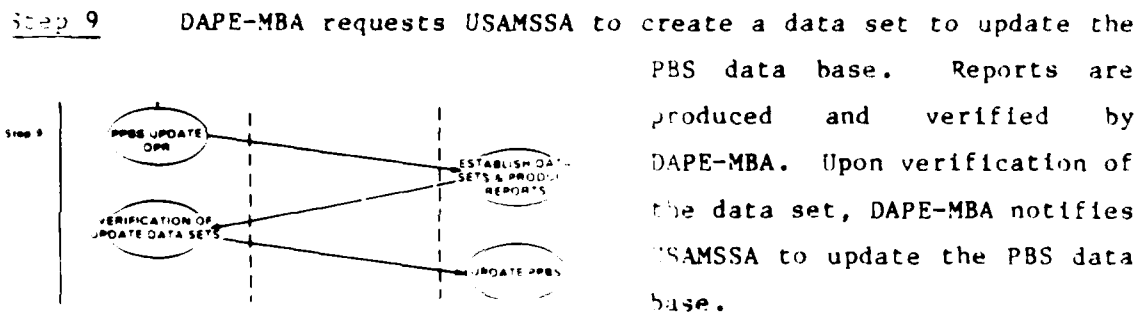 Step 9 DAPE-MBA requests USAMSSA to create a data set to update the
PBS data base. Reports are
produced and verified by
DAPE-MBA. Upon verification of
the data set, DAPE-MBA notifies
USAMSSA to update the PBS data
base.
Step 9
PPBS UPDATE
OPR
ESTABLISH DATA
SETS & PRODUCE
REPORTS
VERIFICATION OF
UPDATE DATA SETS
UPDATE PPBS